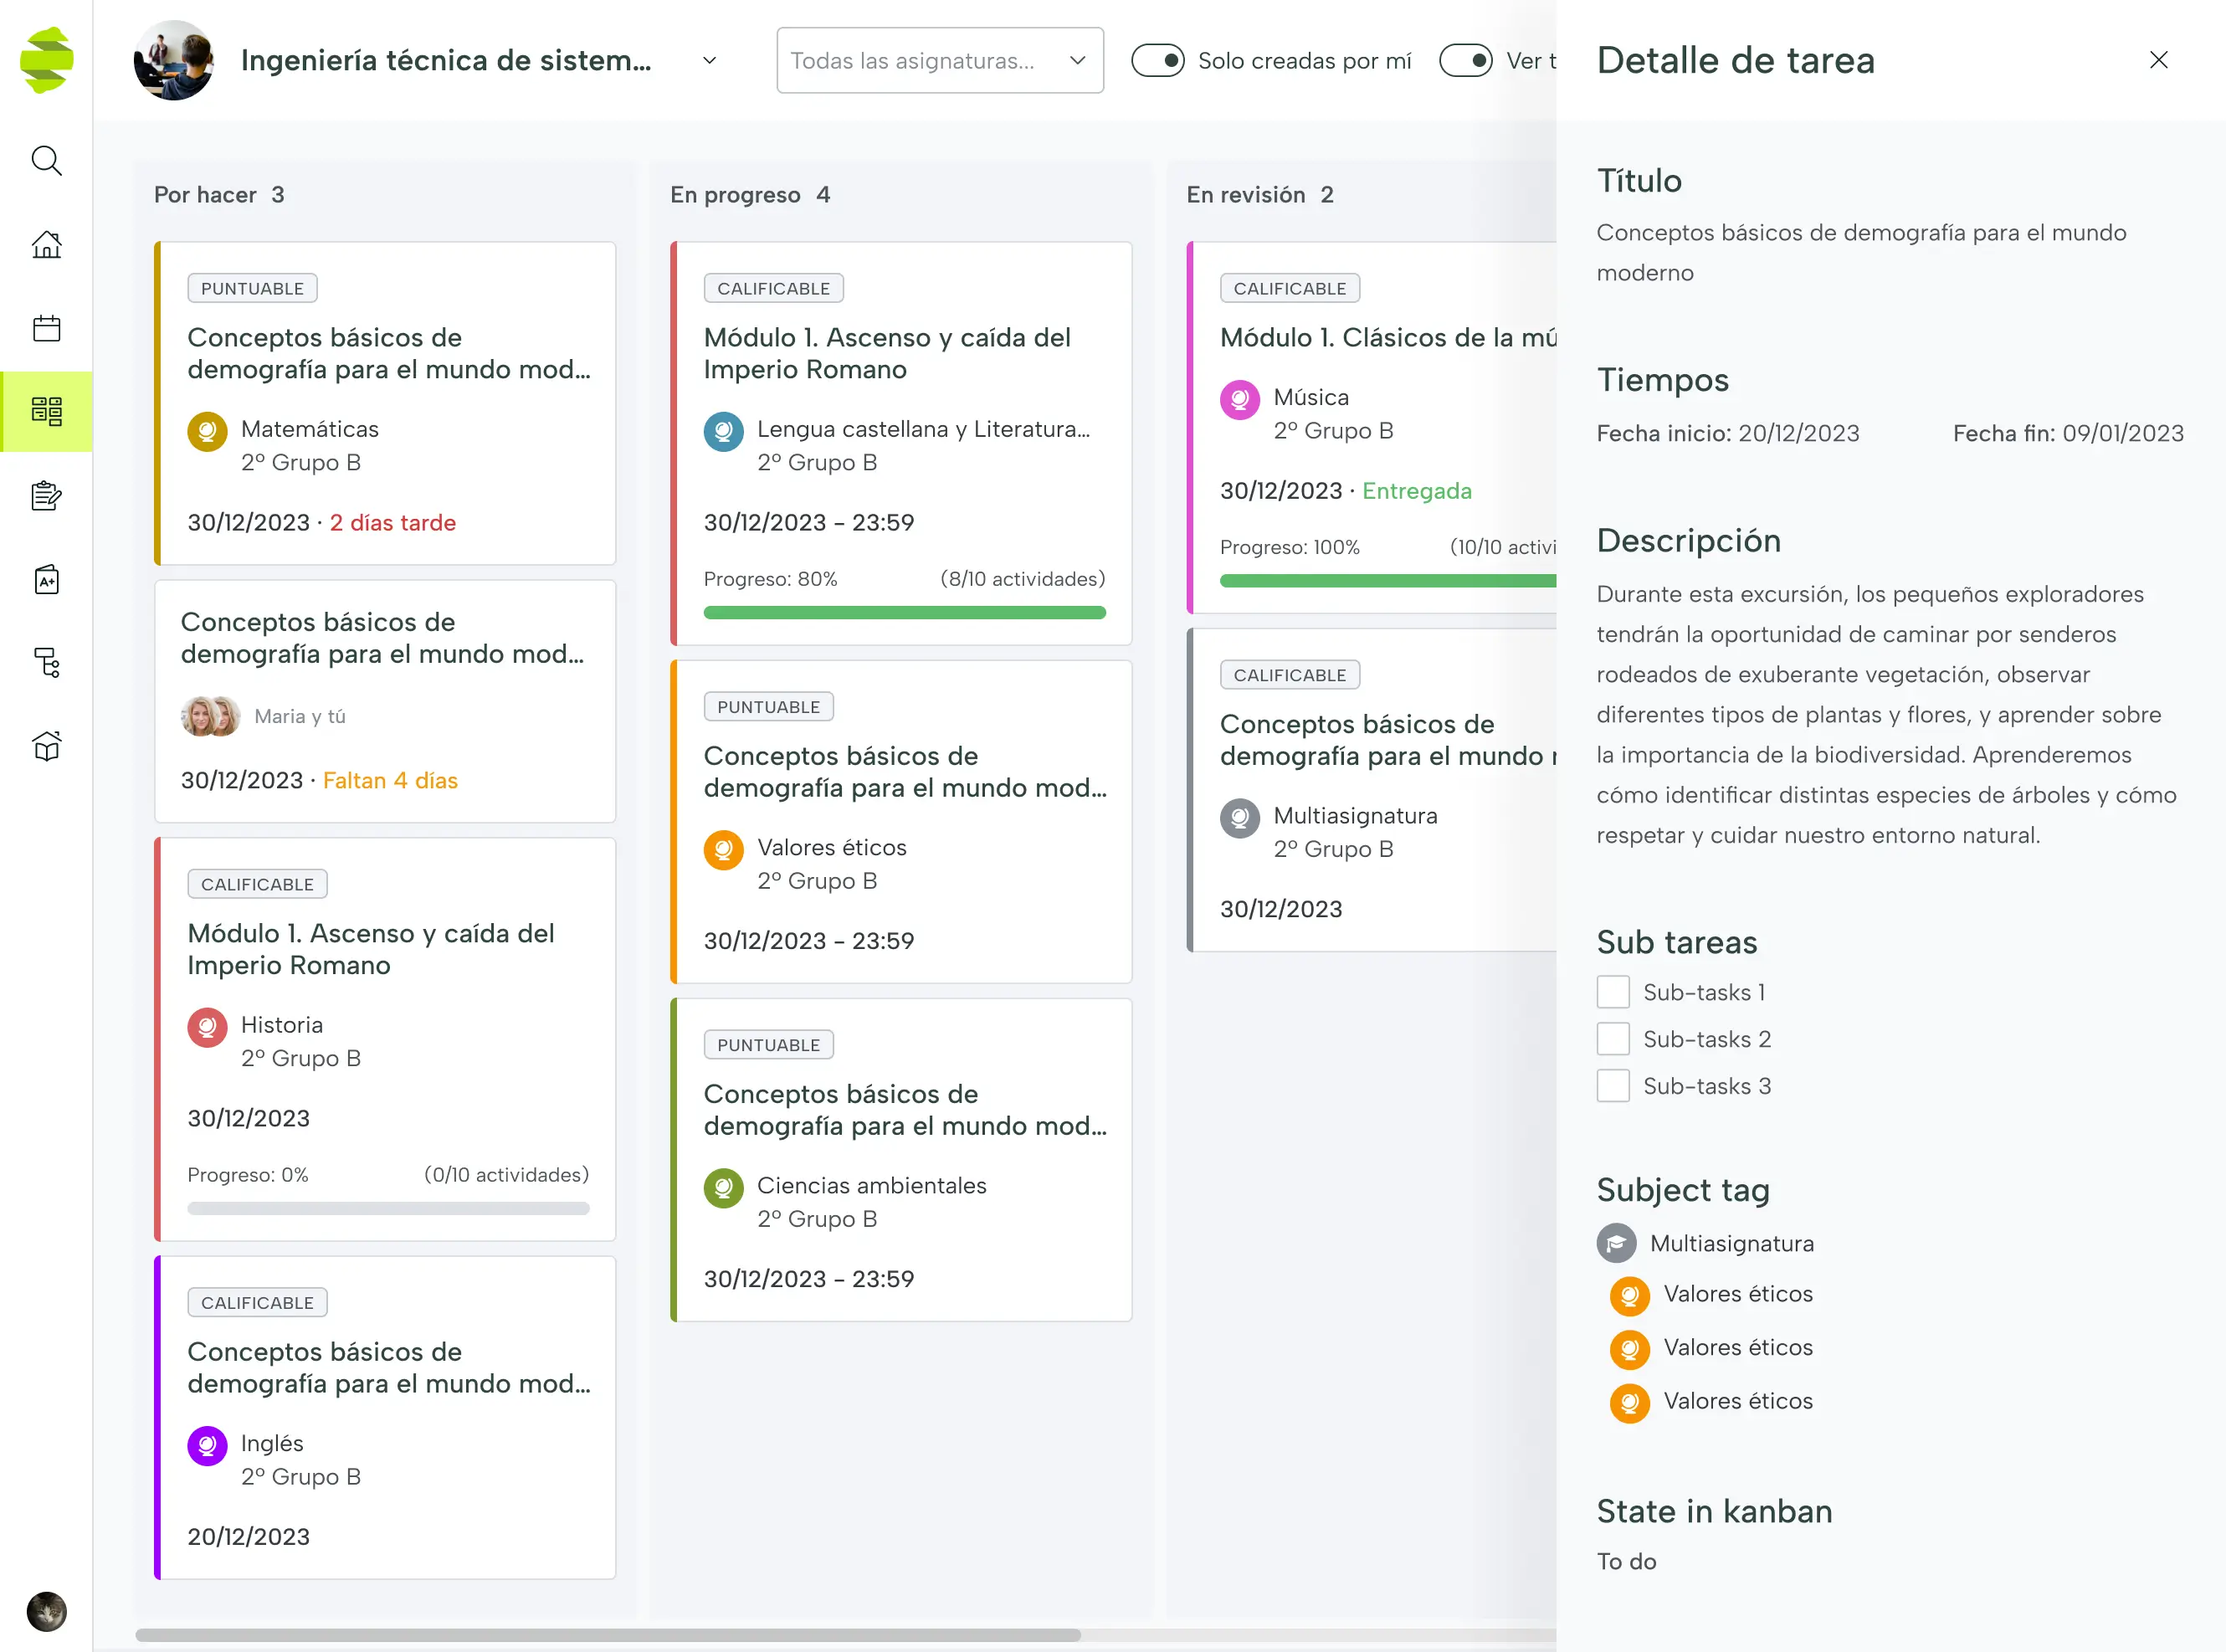 Ingeniería técnica de sistem...
Todas las asignaturas...
Solo creadas por mí
Ver t
Por hacer 3
PUNTUABLE
Conceptos básicos de
demografía para el mundo mod...
Matemáticas
2º Grupo B
30/12/2023 · 2 días tarde
Conceptos básicos de
demografía para el mundo mod...
Maria y tú
30/12/2023 · Faltan 4 días
CALIFICABLE
Módulo 1. Ascenso y caída del
Imperio Romano
Historia
2º Grupo B
30/12/2023
Progreso: 0% (0/10 actividades)
CALIFICABLE
Conceptos básicos de
demografía para el mundo mod...
Inglés
2º Grupo B
20/12/2023
En progreso 4
CALIFICABLE
Módulo 1. Ascenso y caída del
Imperio Romano
Lengua castellana y Literatura...
2º Grupo B
30/12/2023 - 23:59
Progreso: 80% (8/10 actividades)
PUNTUABLE
Conceptos básicos de
demografía para el mundo mod...
Valores éticos
2º Grupo B
30/12/2023 - 23:59
PUNTUABLE
Conceptos básicos de
demografía para el mundo mod...
Ciencias ambientales
2º Grupo B
30/12/2023 - 23:59
En revisión 2
CALIFICABLE
Módulo 1. Clásicos de la mú
Música
2º Grupo B
30/12/2023 · Entregada
Progreso: 100% (10/10 activi
CALIFICABLE
Conceptos básicos de
demografía para el mundo
Multiasignatura
2º Grupo B
30/12/2023
Detalle de tarea
Título
Conceptos básicos de demografía para el mundo
moderno
Tiempos
Fecha inicio: 20/12/2023 Fecha fin: 09/01/2023
Descripción
Durante esta excursión, los pequeños exploradores
tendrán la oportunidad de caminar por senderos
rodeados de exuberante vegetación, observar
diferentes tipos de plantas y flores, y aprender sobre
la importancia de la biodiversidad. Aprenderemos
cómo identificar distintas especies de árboles y cómo
respetar y cuidar nuestro entorno natural.
Sub tareas
Sub-tasks 1
Sub-tasks 2
Sub-tasks 3
Subject tag
Multiasignatura
Valores éticos
Valores éticos
Valores éticos
State in kanban
To do
A+